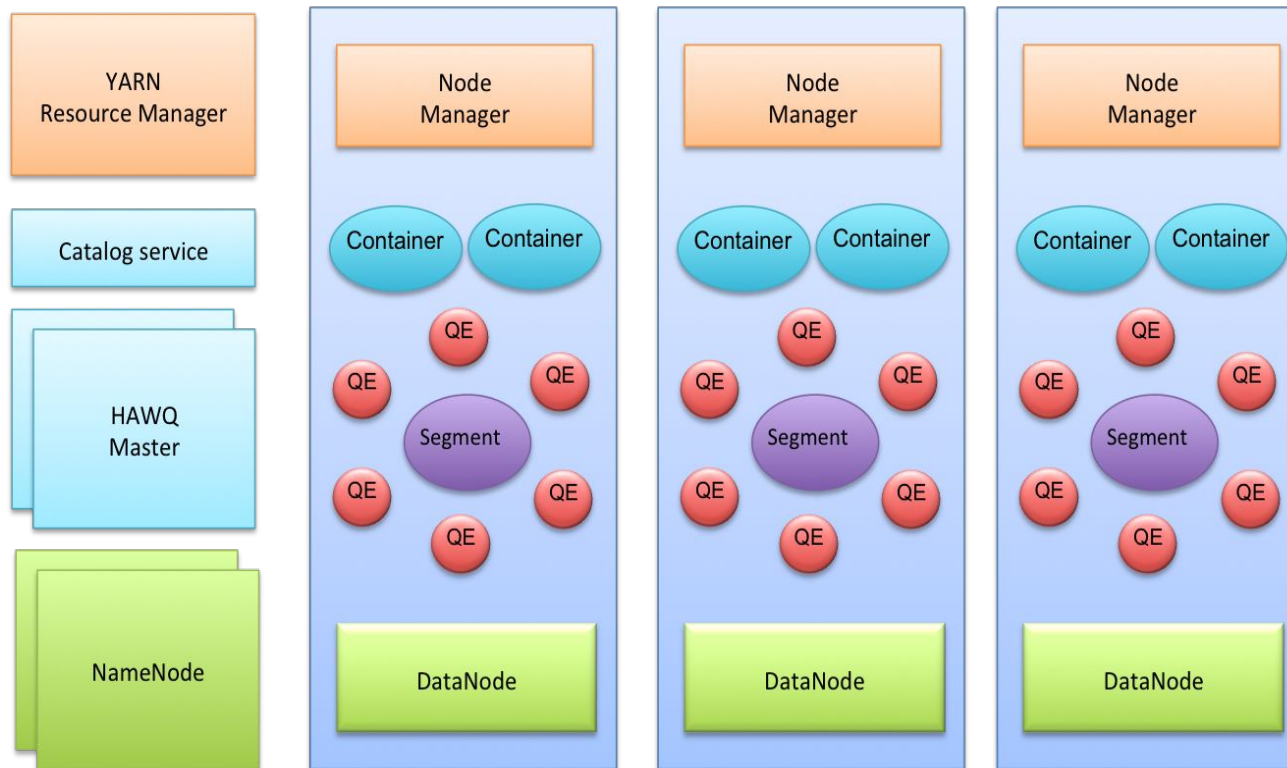 YARN
Resource Manager
Catalog service
HAWQ
Master
NameNode
Node
Manager
Container
Container
QE
QE
QE
Segment
QE
QE
QE
DataNode
Node
Manager
Container
Container
QE
QE
QE
Segment
QE
QE
QE
DataNode
Node
Manager
Container
Container
QE
QE
QE
Segment
QE
QE
QE
DataNode